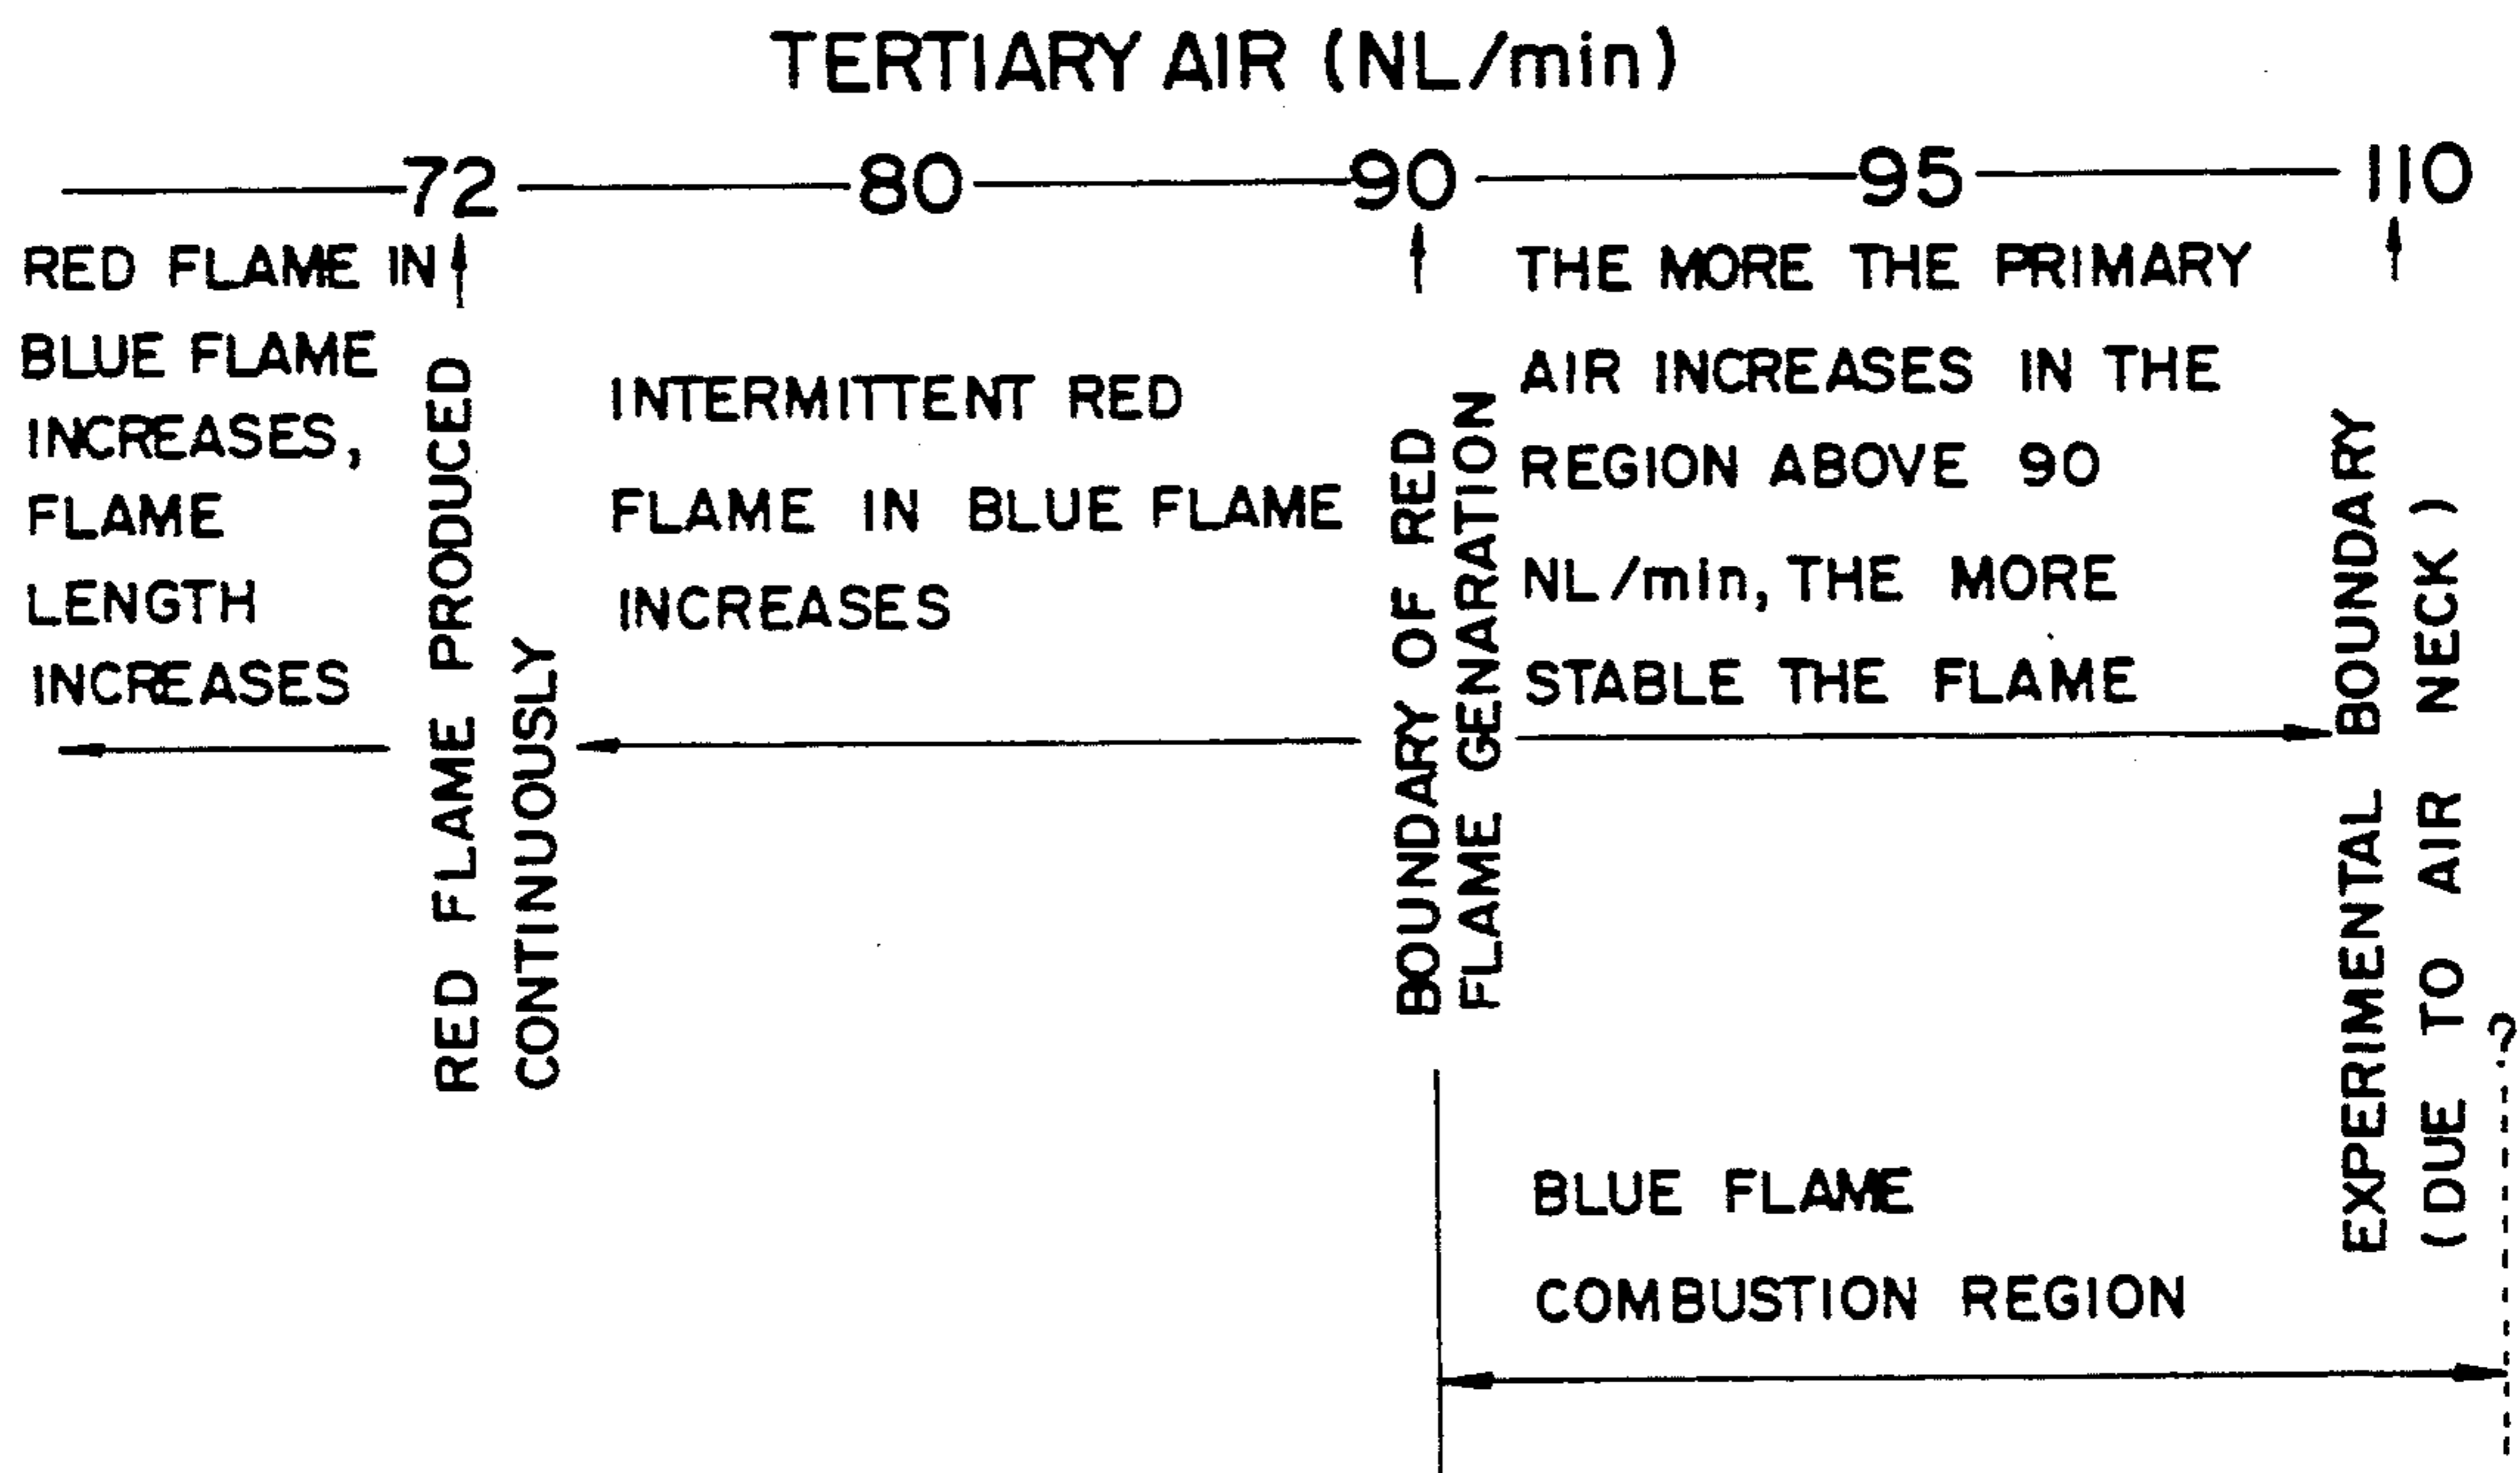 TERTIARY AIR (NL/min)
72 80 90 95 110
RED FLAME IN
BLUE FLAME
INCREASES,
FLAME
LENGTH
INCREASES
RED FLAME PRODUCED
CONTINUOUSLY
INTERMITTENT RED
FLAME IN BLUE FLAME
INCREASES
BOUNDARY OF RED
FLAME GENARATION
THE MORE THE PRIMARY
AIR INCREASES IN THE
REGION ABOVE 90
NL/min, THE MORE
STABLE THE FLAME
EXPERIMENTAL BOUNDARY
(DUE TO AIR NECK)
?
BLUE FLAME
COMBUSTION REGION